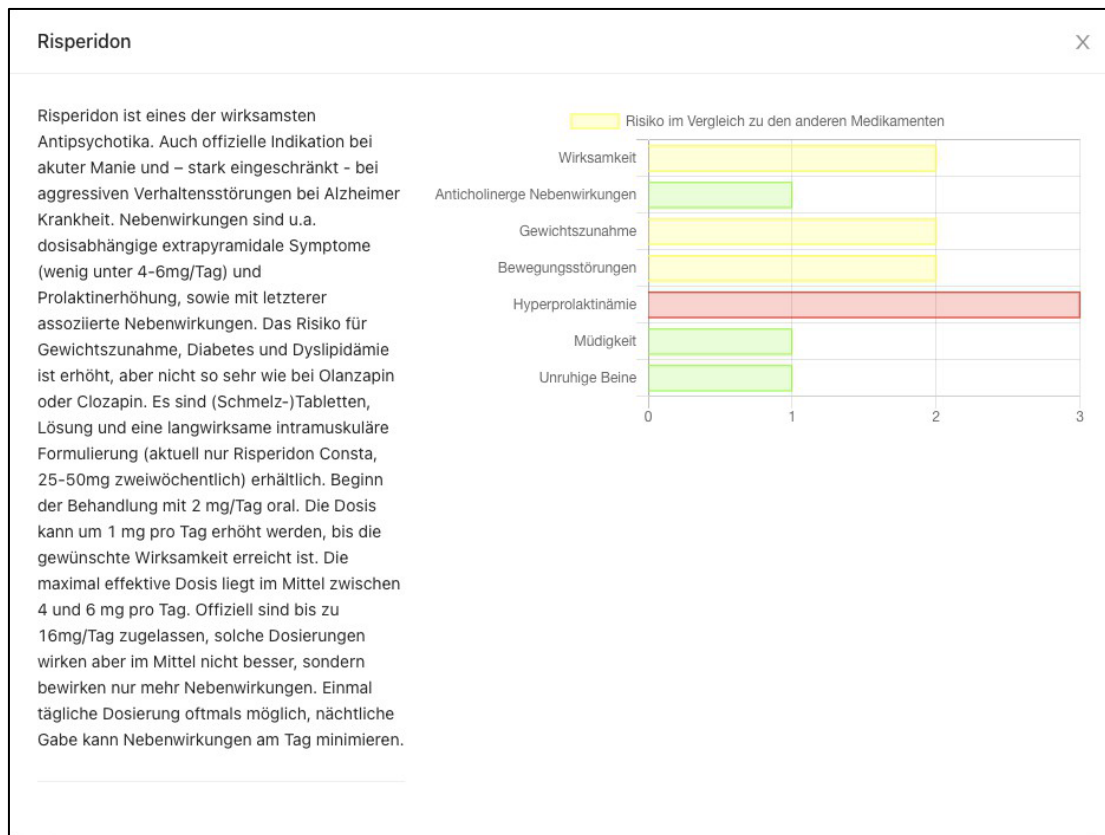 Risperidon
X
Risperidon ist eines der wirksamsten
Antipsychotika. Auch offizielle Indikation bei
akuter Manie und – stark eingeschränkt - bei
aggressiven Verhaltensstörungen bei Alzheimer
Krankheit. Nebenwirkungen sind u.a.
dosisabhängige extrapyramidale Symptome
(wenig unter 4-6mg/Tag) und
Prolaktinerhöhung, sowie mit letzterer
assoziierte Nebenwirkungen. Das Risiko für
Gewichtszunahme, Diabetes und Dyslipidämie
ist erhöht, aber nicht so sehr wie bei Olanzapin
oder Clozapin. Es sind (Schmelz-)Tabletten,
Lösung und eine langwirksame intramuskuläre
Formulierung (aktuell nur Risperidon Consta,
25-50mg zweiwöchentlich) erhältlich. Beginn
der Behandlung mit 2 mg/Tag oral. Die Dosis
kann um 1 mg pro Tag erhöht werden, bis die
gewünschte Wirksamkeit erreicht ist. Die
maximal effektive Dosis liegt im Mittel zwischen
4 und 6 mg pro Tag. Offiziell sind bis zu
16mg/Tag zugelassen, solche Dosierungen
wirken aber im Mittel nicht besser, sondern
bewirken nur mehr Nebenwirkungen. Einmal
tägliche Dosierung oftmals möglich, nächtliche
Gabe kann Nebenwirkungen am Tag minimieren.
Risiko im Vergleich zu den anderen Medikamenten
Wirksamkeit
Anticholinerge Nebenwirkungen
Gewichtszunahme
Bewegungsstörungen
Hyperprolaktinämie
Müdigkeit
Unruhige Beine
0 1 2 3